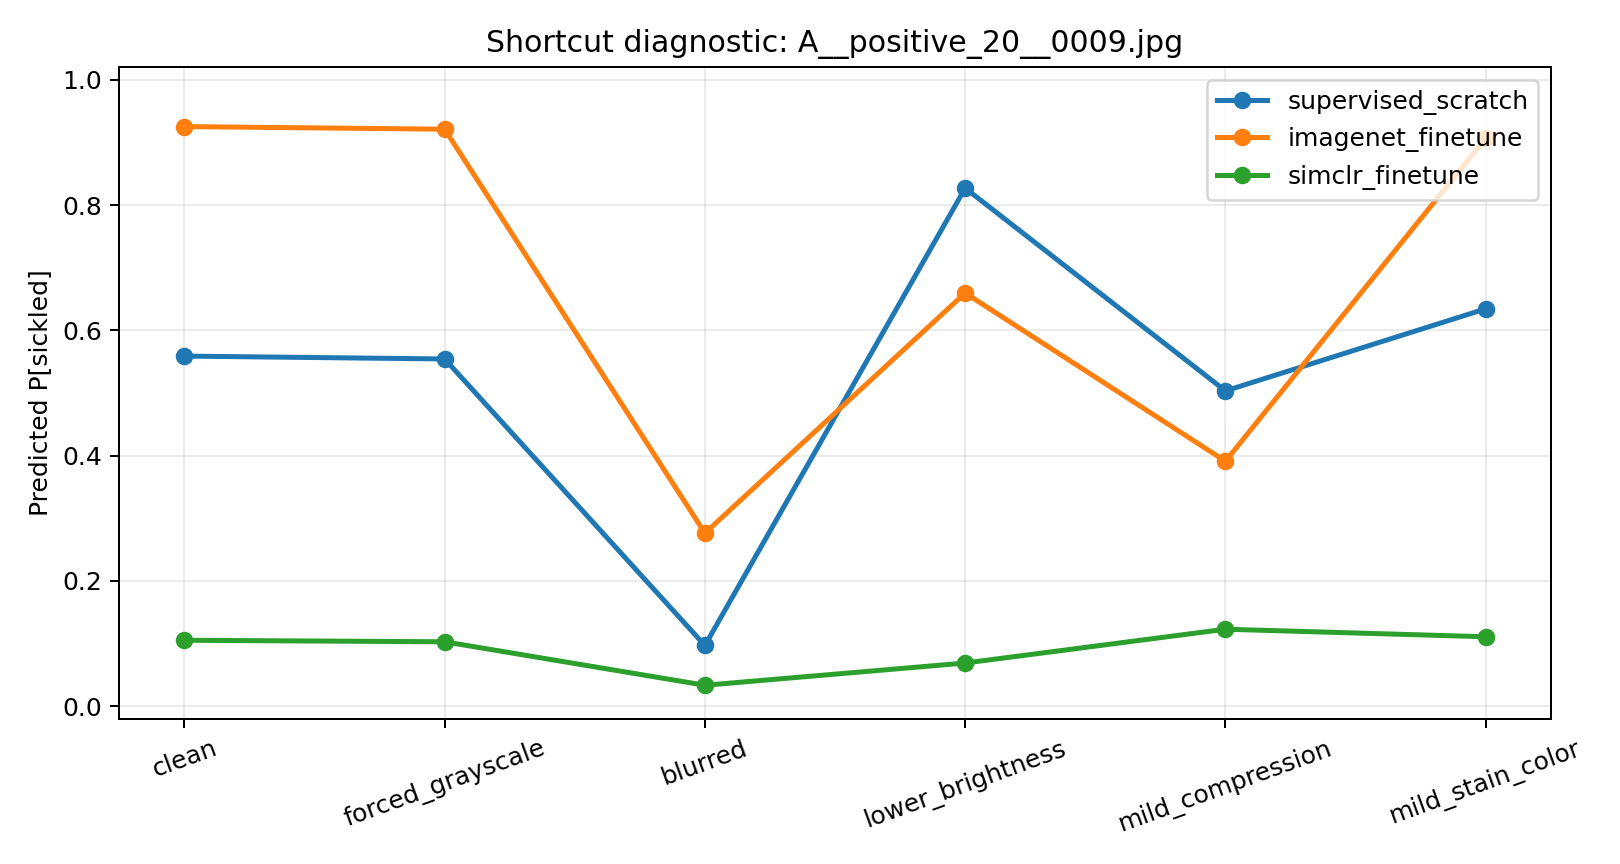 Shortcut diagnostic: A__positive_20__0009.jpg
1.0
0.8
0.6
0.4
0.2
0.0
Predicted P[sickled]
supervised_scratch
imagenet_finetune
simclr_finetune
clean
forced_grayscale
blurred
lower_brightness
mild_compression
mild_stain_color